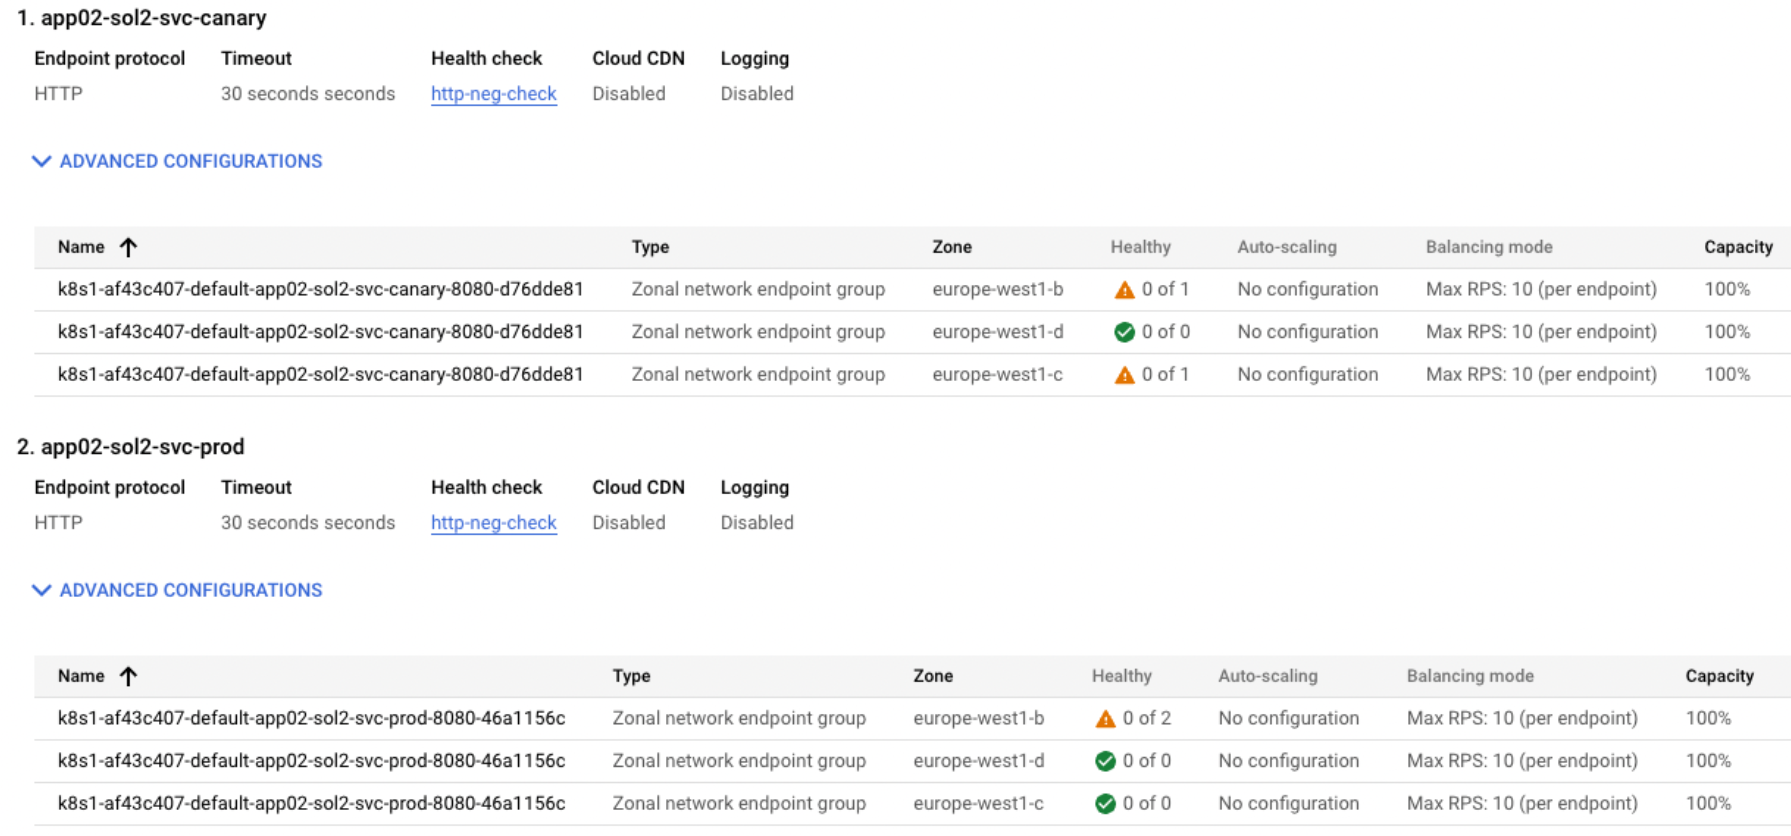 1. app02-sol2-svc-canary
Endpoint protocol Timeout Health check Cloud CDN Logging
HTTP 30 seconds seconds http-neg-check Disabled Disabled
ADVANCED CONFIGURATIONS
Name Type Zone Healthy Auto-scaling Balancing mode Capacity
k8s1-af43c407-default-app02-sol2-svc-canary-8080-d76dde81 Zonal network endpoint group europe-west1-b 0 of 1 No configuration Max RPS: 10 (per endpoint) 100%
k8s1-af43c407-default-app02-sol2-svc-canary-8080-d76dde81 Zonal network endpoint group europe-west1-d 0 of 0 No configuration Max RPS: 10 (per endpoint) 100%
k8s1-af43c407-default-app02-sol2-svc-canary-8080-d76dde81 Zonal network endpoint group europe-west1-c 0 of 1 No configuration Max RPS: 10 (per endpoint) 100%
2. app02-sol2-svc-prod
Endpoint protocol Timeout Health check Cloud CDN Logging
HTTP 30 seconds seconds http-neg-check Disabled Disabled
ADVANCED CONFIGURATIONS
Name Type Zone Healthy Auto-scaling Balancing mode Capacity
k8s1-af43c407-default-app02-sol2-svc-prod-8080-46a1156c Zonal network endpoint group europe-west1-b 0 of 2 No configuration Max RPS: 10 (per endpoint) 100%
k8s1-af43c407-default-app02-sol2-svc-prod-8080-46a1156c Zonal network endpoint group europe-west1-d 0 of 0 No configuration Max RPS: 10 (per endpoint) 100%
k8s1-af43c407-default-app02-sol2-svc-prod-8080-46a1156c Zonal network endpoint group europe-west1-c 0 of 0 No configuration Max RPS: 10 (per endpoint) 100%